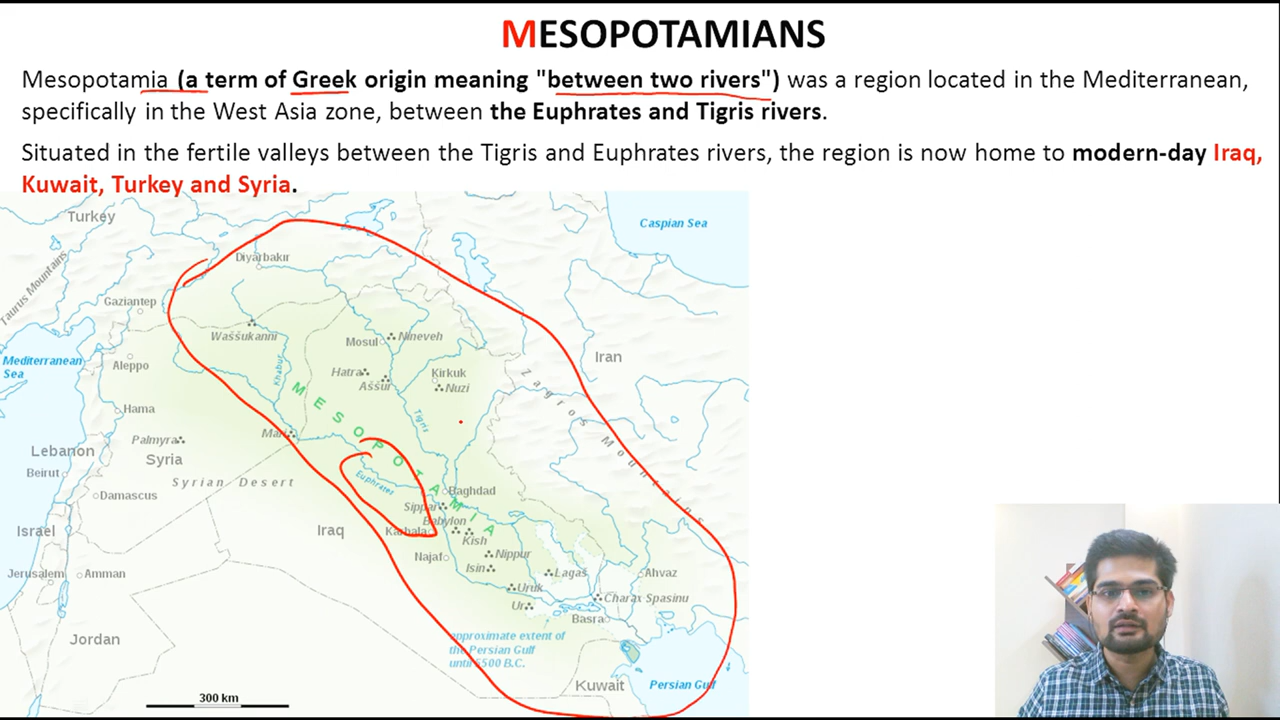 MESOPOTAMIANS
Mesopotamia (a term of Greek origin meaning "between two rivers") was a region located in the Mediterranean,
specifically in the West Asia zone, between the Euphrates and Tigris rivers.
Situated in the fertile valleys between the Tigris and Euphrates rivers, the region is now home to modern-day Iraq,
Kuwait, Turkey and Syria.
Turkey
Caspian Sea
Diyarbakır
Taurus Mountains
Gaziantep
Waššukanni
Mosul
Nineveh
Mediterranean
Sea
Aleppo
Iran
Khabur
Hatra
Kirkuk
Aššur
Nuzi
Zagros Mountains
MESOPOTAMIA
Hama
Tigris
Mari
Palmyra
Lebanon
Syria
Beirut
Syrian Desert
Euphrates
Damascus
Baghdad
Sippar
Babylon
Israel
Iraq
Karbala
Kish
Najaf
Nippur
Isin
Jerusalem
Amman
Lagaš
Ahvaz
Uruk
Charax Spasinu
Ur
Basra
Jordan
approximate extent of
the Persian Gulf
until 5500 B.C.
Kuwait
Persian Gulf
300 km